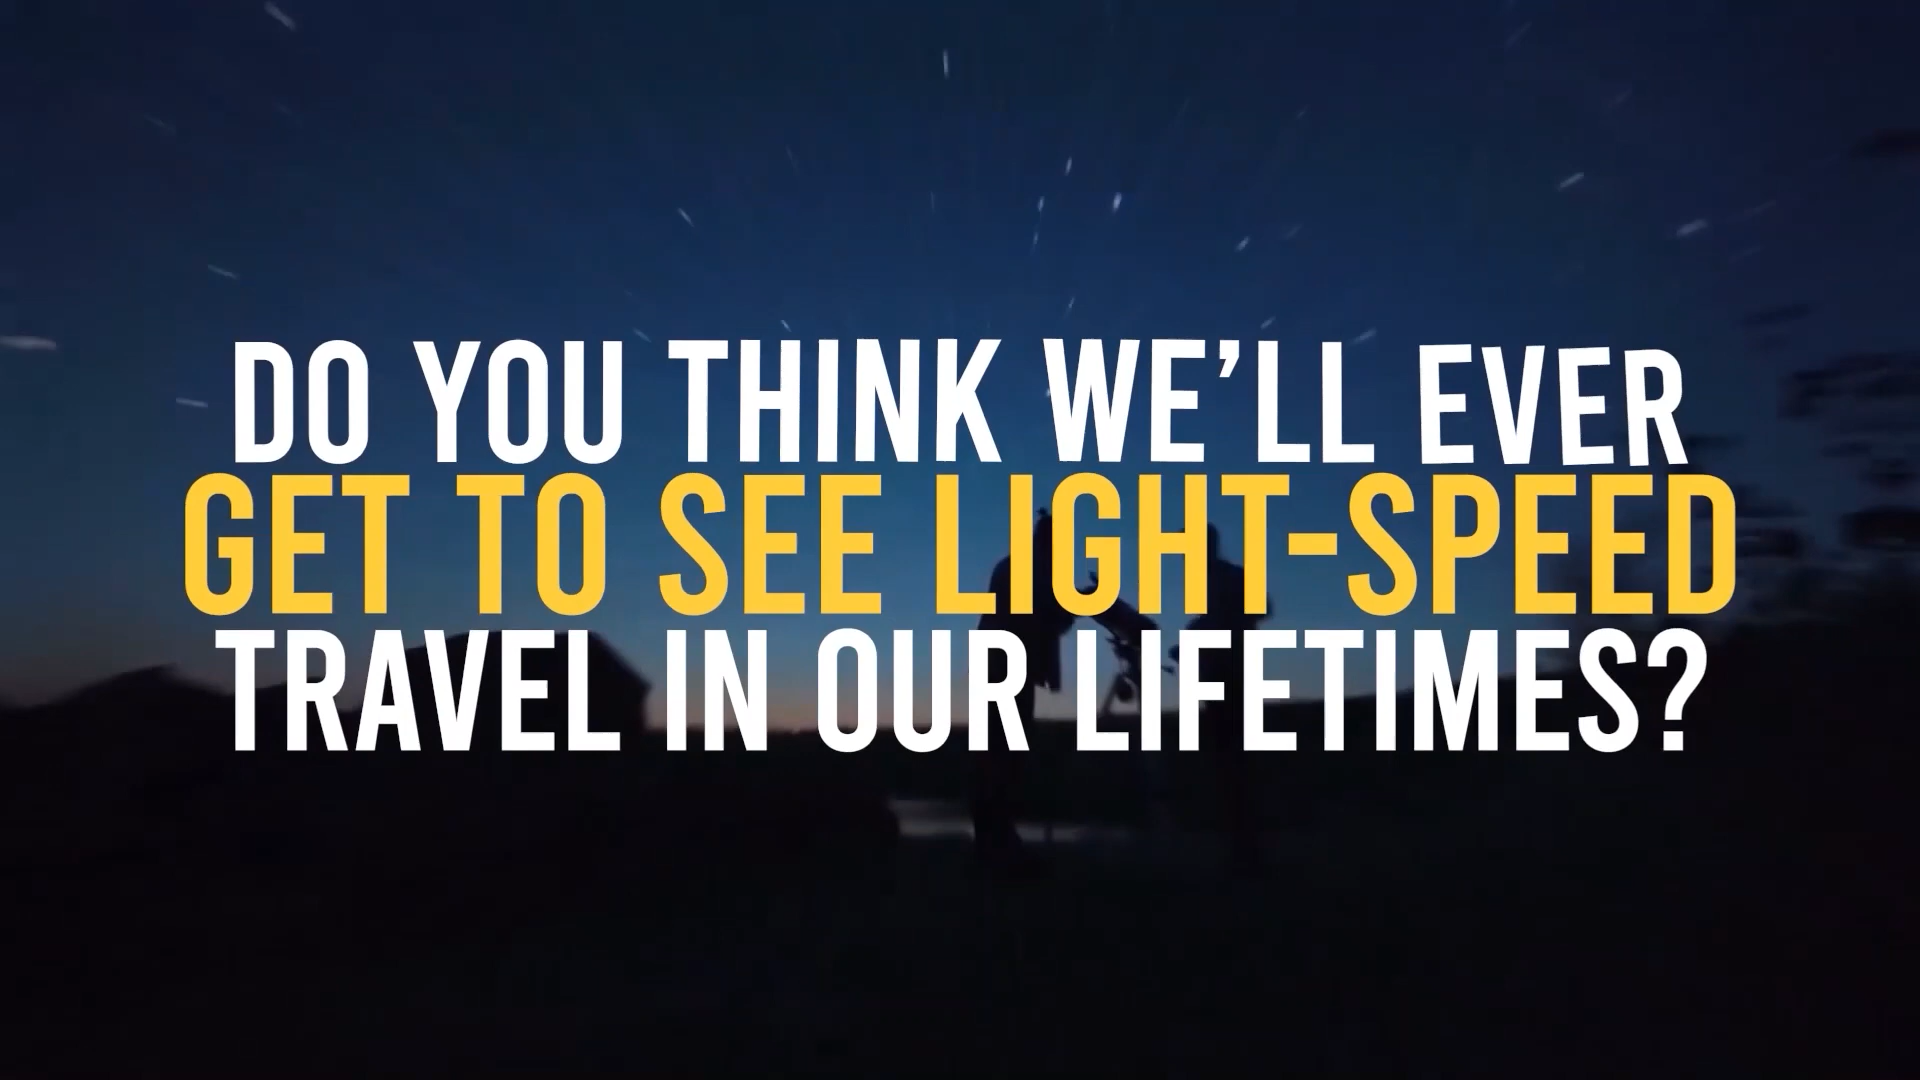 DO YOU THINK WE’LL EVER
GET TO SEE LIGHT-SPEED
TRAVEL IN OUR LIFETIMES?